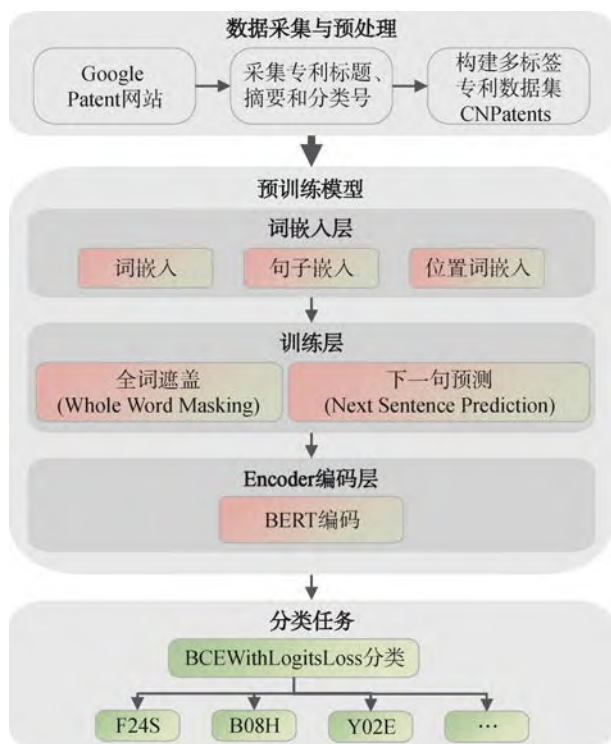 数据采集与预处理
Google
Patent网站
采集专利标题、
摘要和分类号
构建多标签
专利数据集
CNPatents
预训练模型
词嵌入层
词嵌入
句子嵌入
位置词嵌入
训练层
全词遮盖
(Whole Word Masking)
下一句预测
(Next Sentence Prediction)
Encoder编码层
BERT编码
分类任务
BCEWithLogitsLoss分类
F24S
B08H
Y02E
…